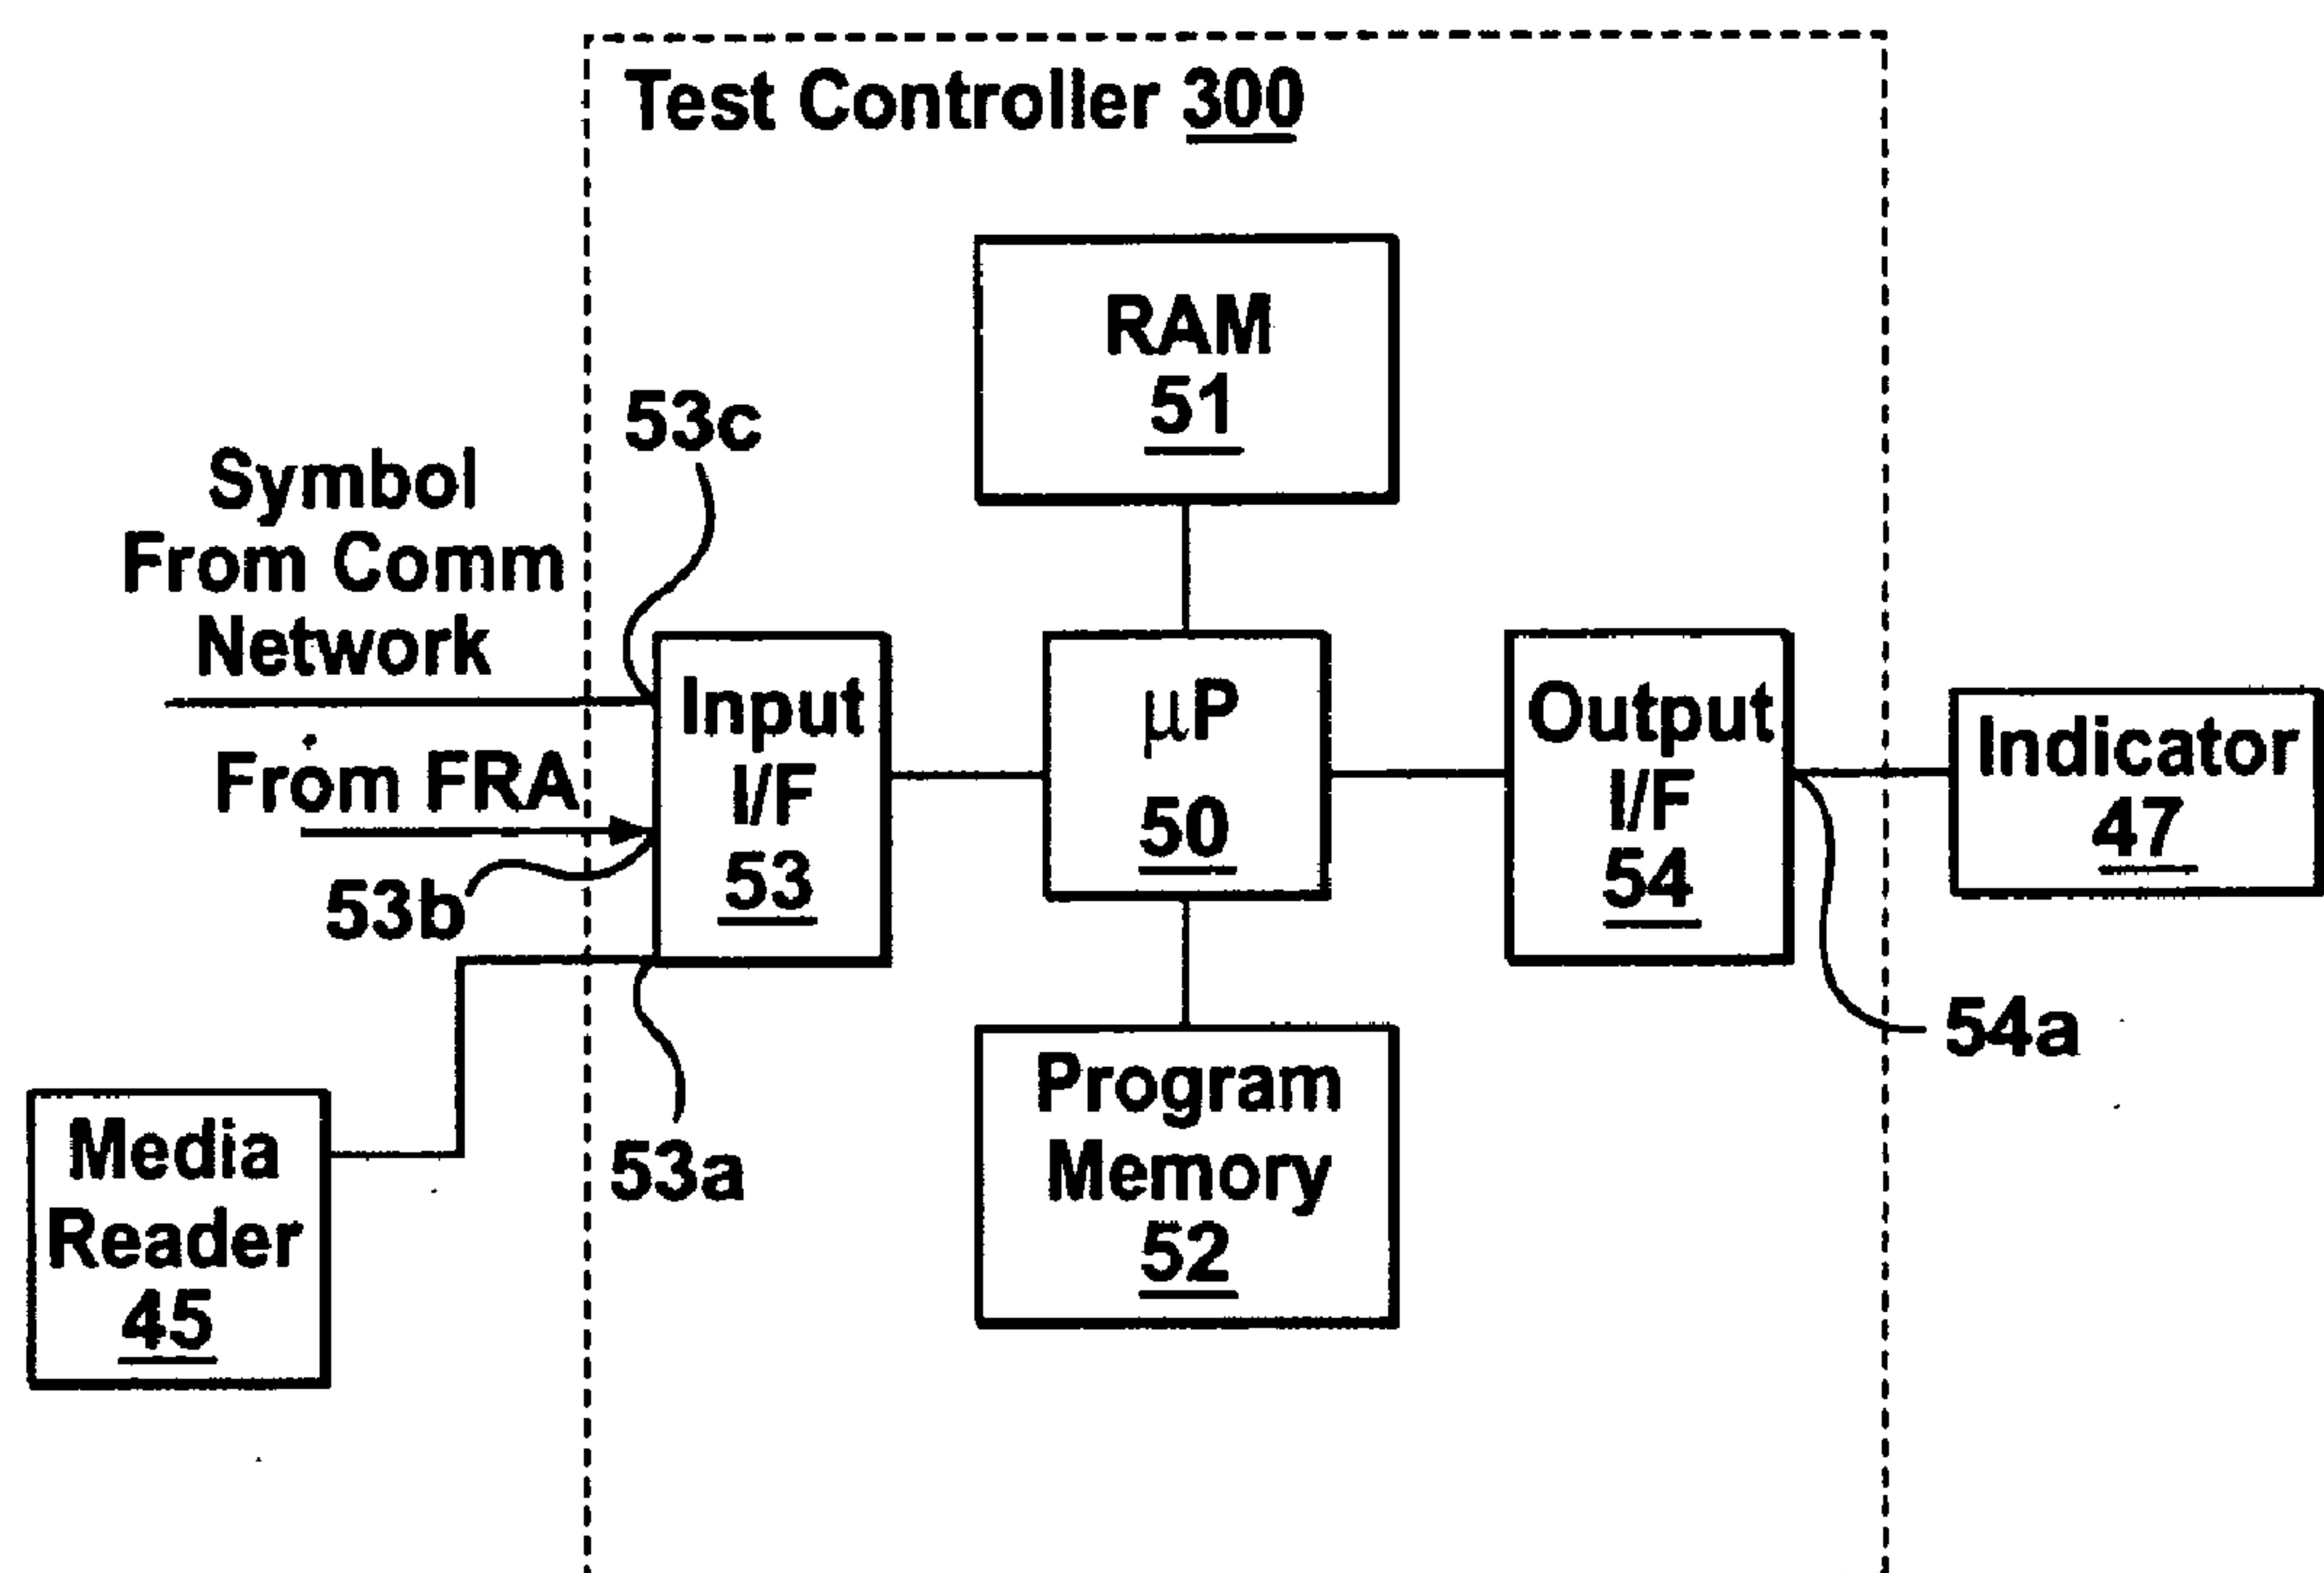 Test Controller 300
RAM
51
53c
Symbol
From Comm
Network
From FRA
53b
Input
I/F
53
µP
50
Output
I/F
54
Indicator
47
54a
53a
Media
Reader
45
Program
Memory
52